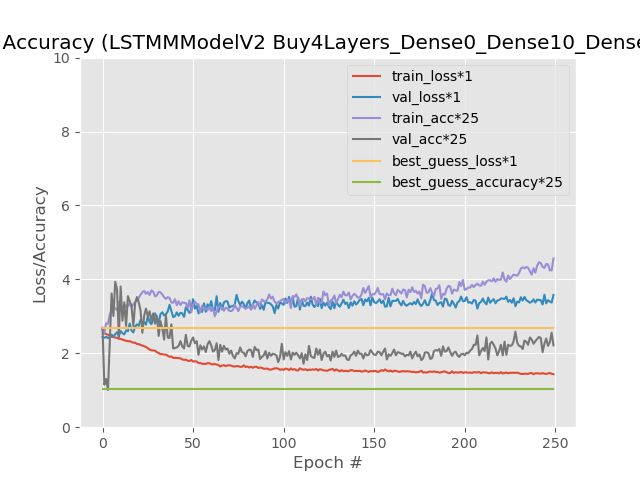 Accuracy (LSTMMModelV2 Buy4Layers_Dense0_Dense10_Dense
10
8
6
4
2
0
Loss/Accuracy
train_loss*1
val_loss*1
train_acc*25
val_acc*25
best_guess_loss*1
best_guess_accuracy*25
0 50 100 150 200 250
Epoch #